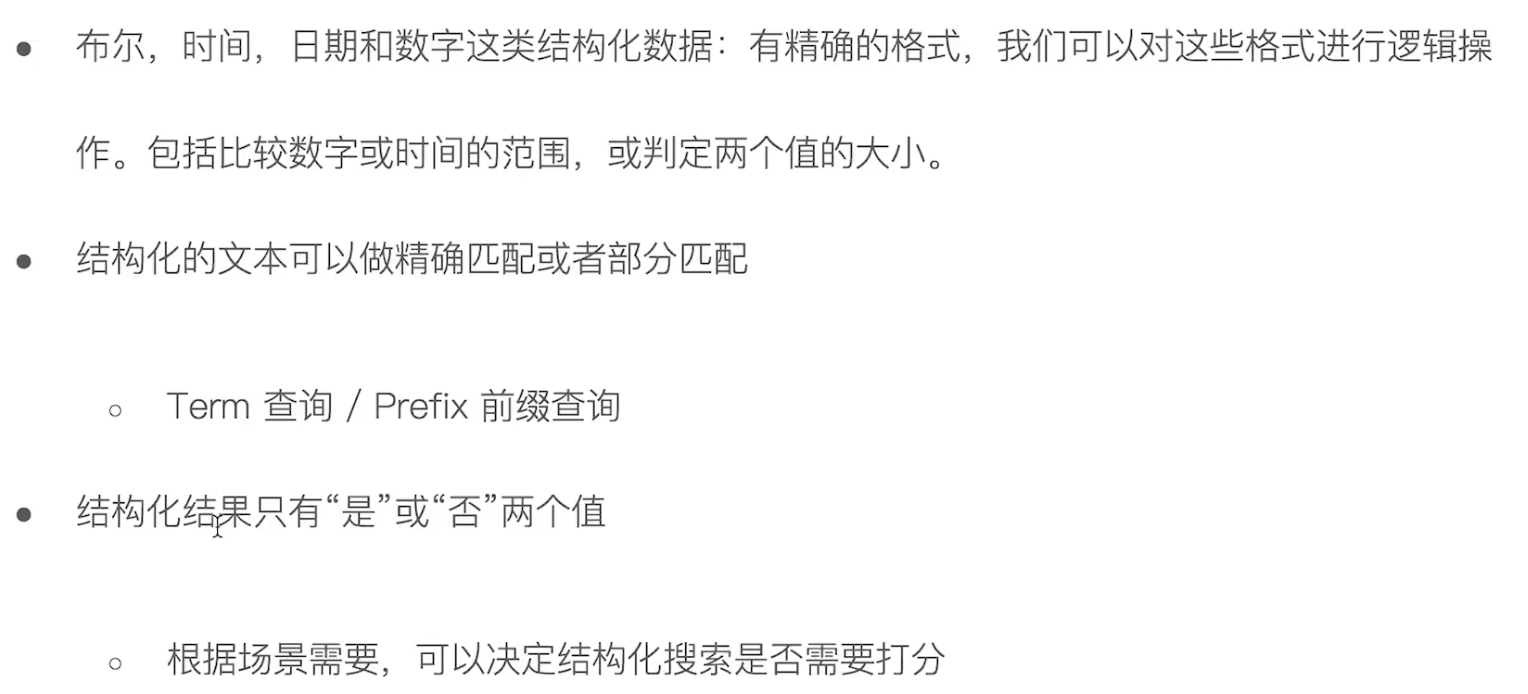 ● 布尔，时间，日期和数字这类结构化数据：有精确的格式，我们可以对这些格式进行逻辑操
作。包括比较数字或时间的范围，或判定两个值的大小。
● 结构化的文本可以做精确匹配或者部分匹配
○ Term 查询 / Prefix 前缀查询
● 结构化结果只有“是”或“否”两个值
○ 根据场景需要，可以决定结构化搜索是否需要打分